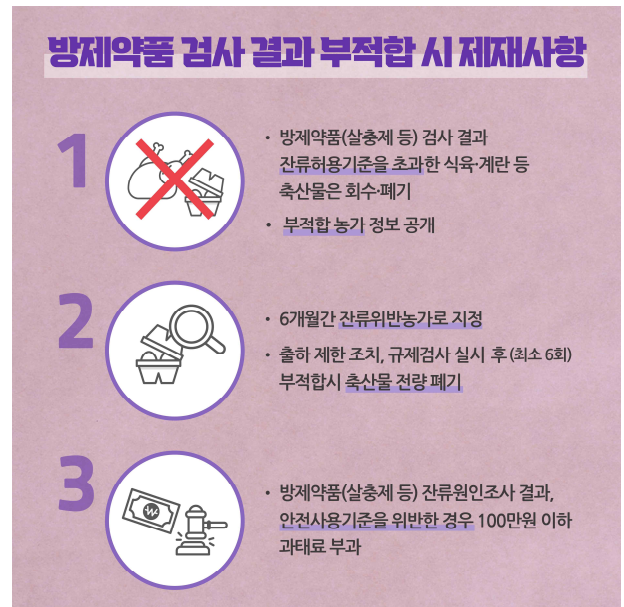 방제약품 검사 결과 부적합 시 제재사항
1
• 방제약품(살충제 등) 검사 결과
잔류허용기준을 초과한 식육·계란 등
축산물은 회수·폐기
• 부적합 농가 정보 공개
2
• 6개월간 잔류위반농가로 지정
• 출하 제한 조치, 규제검사 실시 후 (최소 6회)
부적합시 축산물 전량 폐기
3
• 방제약품(살충제 등) 잔류원인조사 결과,
안전사용기준을 위반한 경우 100만원 이하
과태료 부과
₩